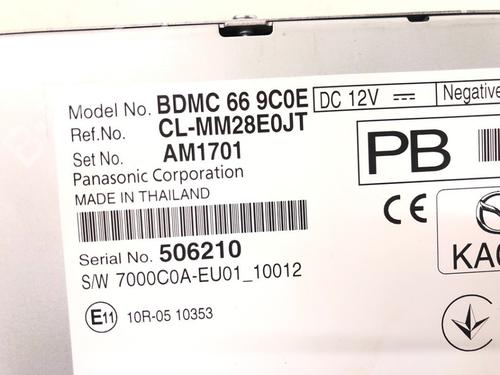 Model No. BDMC 66 9C0E DC 12V Negative
Ref.No. CL-MM28E0JT
Set No. AM1701
PB
Panasonic Corporation
MADE IN THAILAND
CE
Serial No. 506210
S/W 7000C0A-EU01_10012
E11 10R-05 10353